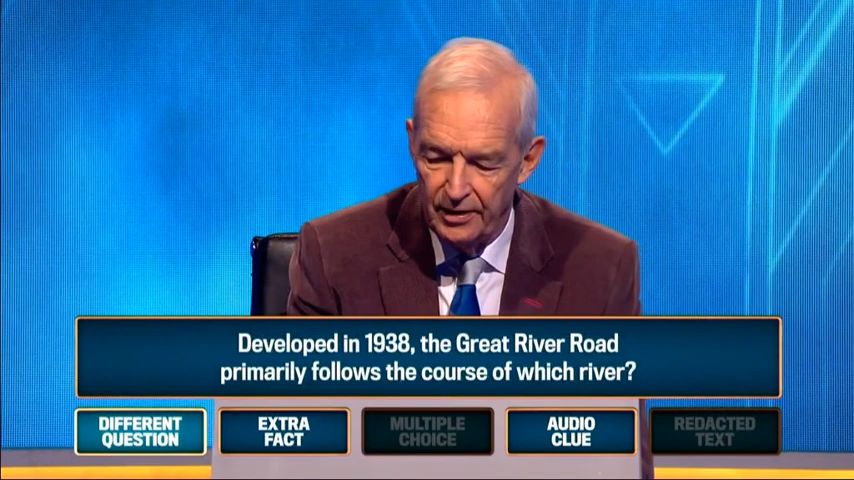 Developed in 1938, the Great River Road
primarily follows the course of which river?
DIFFERENT
QUESTION
EXTRA
FACT
MULTIPLE
CHOICE
AUDIO
CLUE
REDACTED
TEXT